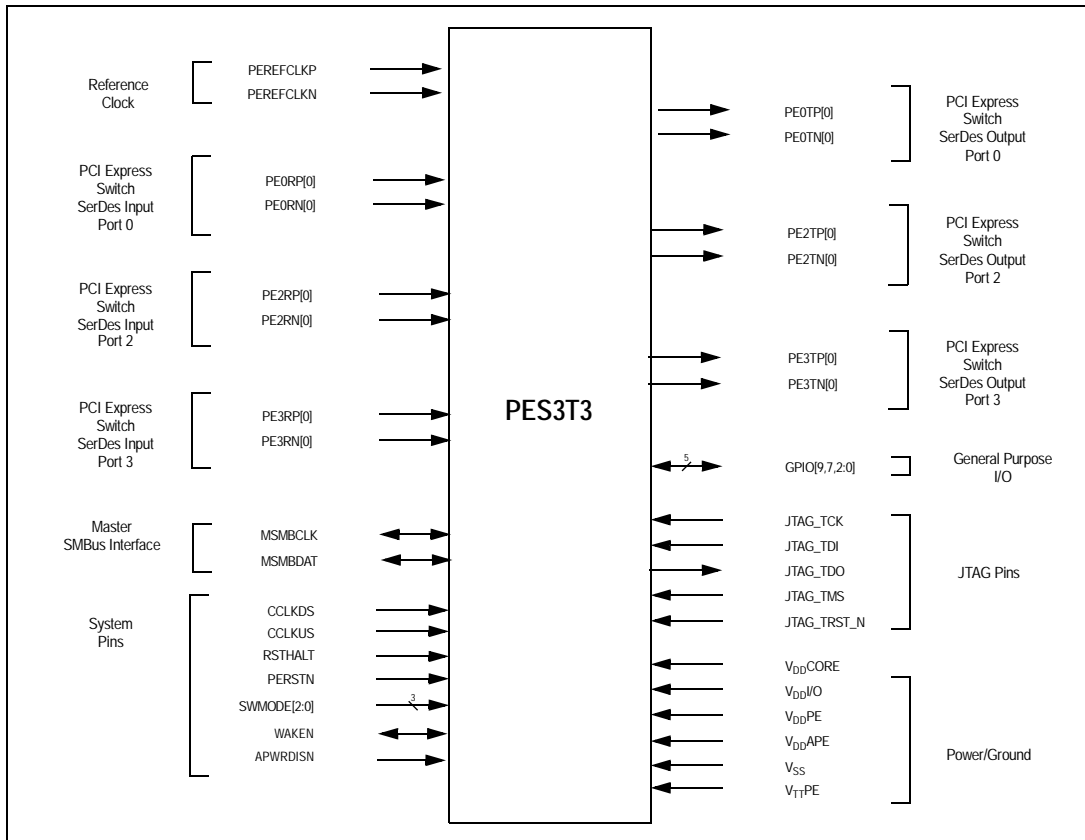 Reference
Clock
PEREFCLKP
PEREFCLKN
PCI Express
Switch
SerDes Input
Port 0
PE0RP[0]
PE0RN[0]
PCI Express
Switch
SerDes Input
Port 2
PE2RP[0]
PE2RN[0]
PCI Express
Switch
SerDes Input
Port 3
PE3RP[0]
PE3RN[0]
Master
SMBus Interface
MSMBCLK
MSMBDAT
System
Pins
CCLKDS
CCLKUS
RSTHALT
PERSTN
SWMODE[2:0]
3
WAKEN
APWRDISN
PES3T3
PE0TP[0]
PE0TN[0]
PCI Express
Switch
SerDes Output
Port 0
PE2TP[0]
PE2TN[0]
PCI Express
Switch
SerDes Output
Port 2
PE3TP[0]
PE3TN[0]
PCI Express
Switch
SerDes Output
Port 3
5
GPIO[9,7,2:0]
General Purpose
I/O
JTAG_TCK
JTAG_TDI
JTAG_TDO
JTAG_TMS
JTAG_TRST_N
JTAG Pins
VDDCORE
VDDI/O
VDDPE
VDDAPE
VSS
VTTPE
Power/Ground